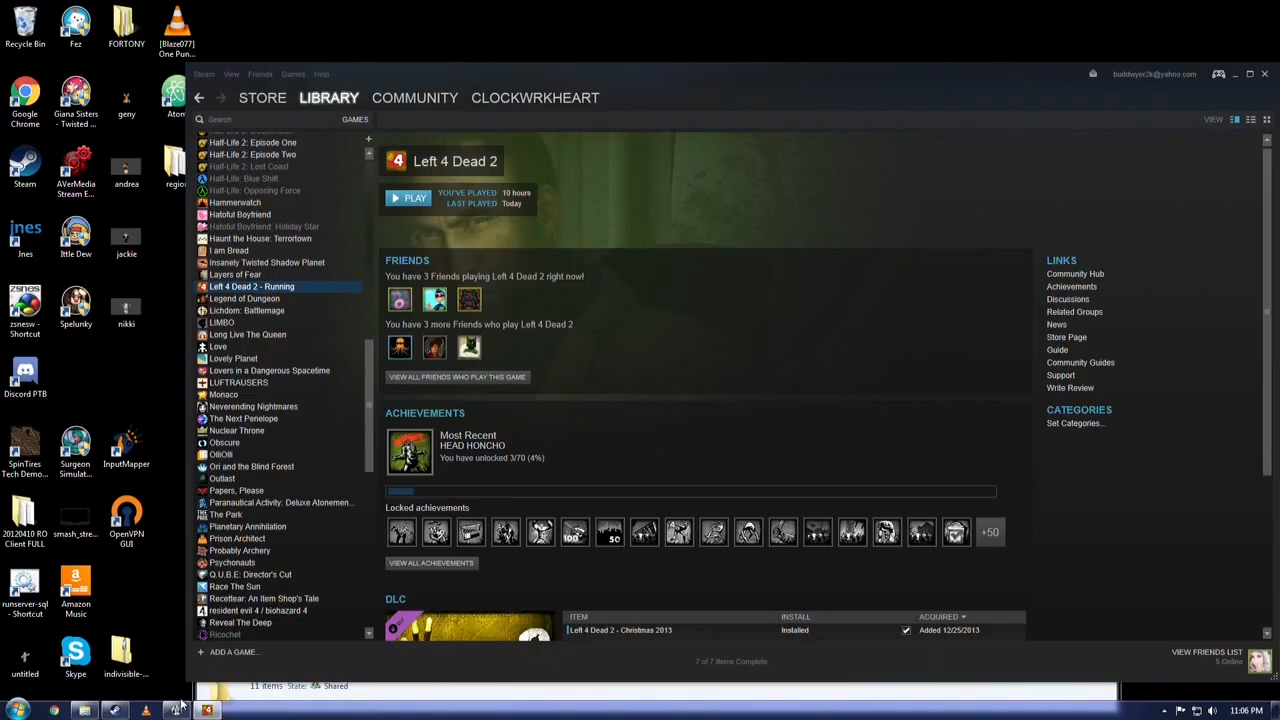 Recycle Bin
Fez
FORTONY
[Blaze077]
One Pun...
Google
Chrome
Giana Sisters
- Twisted ...
geny
Atom
Steam
AVerMedia
Stream E...
andrea
region
Jnes
Ittle Dew
jackie
zsnesw -
Shortcut
Spelunky
nikki
Discord PTB
SpinTires
Tech Demo...
Surgeon
Simulat...
InputMapper
20120410 RO
Client FULL
smash_stre...
OpenVPN
GUI
runserver-sql
- Shortcut
Amazon
Music
untitled
Skype
indivisible-...
Steam View Friends Games Help
buddwyer2k@yahoo.com
STORE LIBRARY COMMUNITY CLOCKWRKHEART
Search
GAMES
VIEW
Half-Life 2: Episode One
Half-Life 2: Episode Two
Half-Life 2: Lost Coast
Half-Life: Blue Shift
Half-Life: Opposing Force
Hammerwatch
Hatoful Boyfriend
Hatoful Boyfriend: Holiday Star
Haunt the House: Terrortown
I am Bread
Insanely Twisted Shadow Planet
Layers of Fear
Left 4 Dead 2 - Running
Legend of Dungeon
Lichdom: Battlemage
LIMBO
Long Live The Queen
Love
Lovely Planet
Lovers in a Dangerous Spacetime
LUFTRAUSERS
Monaco
Neverending Nightmares
The Next Penelope
Nuclear Throne
Obscure
OlliOlli
Ori and the Blind Forest
Outlast
Papers, Please
Paranautical Activity: Deluxe Atonemen...
The Park
Planetary Annihilation
Prison Architect
Probably Archery
Psychonauts
Q.U.B.E: Director's Cut
Race The Sun
Recettear: An Item Shop's Tale
resident evil 4 / biohazard 4
Reveal The Deep
Ricochet
ADD A GAME...
Left 4 Dead 2
PLAY
YOU'VE PLAYED 10 hours
LAST PLAYED Today
FRIENDS
You have 3 Friends playing Left 4 Dead 2 right now!
You have 3 more Friends who play Left 4 Dead 2
VIEW ALL FRIENDS WHO PLAY THIS GAME
ACHIEVEMENTS
Most Recent
HEAD HONCHO
You have unlocked 3/70 (4%)
Locked achievements
100
50
+50
VIEW ALL ACHIEVEMENTS
DLC
ITEM INSTALL ACQUIRED
Left 4 Dead 2 - Christmas 2013 Installed Added 12/25/2013
LINKS
Community Hub
Achievements
Discussions
Related Groups
News
Store Page
Guide
Community Guides
Support
Write Review
CATEGORIES
Set Categories...
7 of 7 Items Complete
VIEW FRIENDS LIST
5 Online
11 items State: Shared
11:06 PM